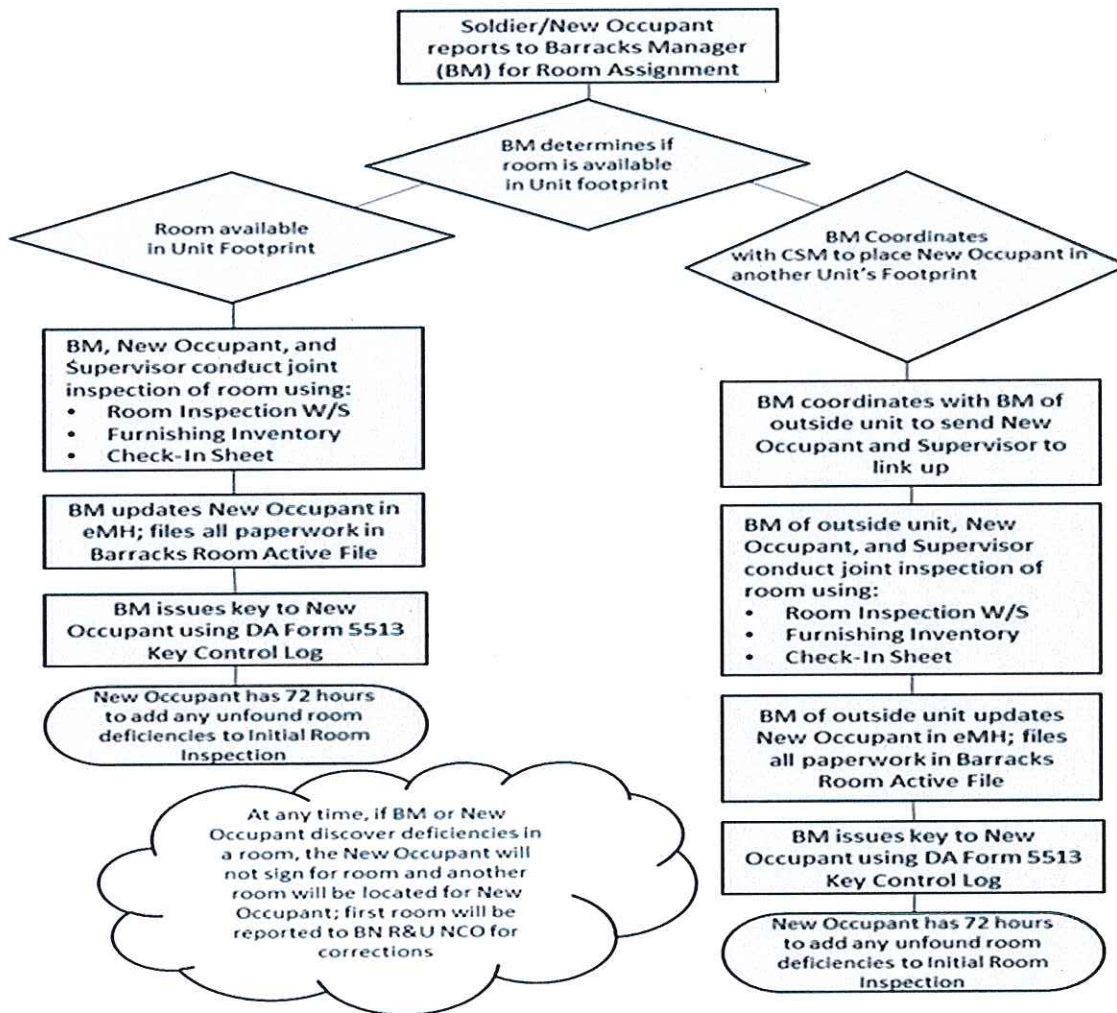 Soldier/New Occupant
reports to Barracks Manager
(BM) for Room Assignment
BM determines if
room is available
in Unit footprint
Room available
in Unit Footprint
BM Coordinates
with CSM to place New Occupant in
another Unit's Footprint
BM, New Occupant, and
Supervisor conduct joint
inspection of room using:
• Room Inspection W/S
• Furnishing Inventory
• Check-In Sheet
BM updates New Occupant in
eMH; files all paperwork in
Barracks Room Active File
BM issues key to New
Occupant using DA Form 5513
Key Control Log
New Occupant has 72 hours
to add any unfound room
deficiencies to Initial Room
Inspection
BM coordinates with BM of
outside unit to send New
Occupant and Supervisor to
link up
BM of outside unit, New
Occupant, and Supervisor
conduct joint inspection of
room using:
• Room Inspection W/S
• Furnishing Inventory
• Check-In Sheet
BM of outside unit updates
New Occupant in eMH; files
all paperwork in Barracks
Room Active File
BM issues key to New
Occupant using DA Form 5513
Key Control Log
New Occupant has 72 hours
to add any unfound room
deficiencies to Initial Room
Inspection
At any time, if BM or New
Occupant discover deficiencies in
a room, the New Occupant will
not sign for room and another
room will be located for New
Occupant; first room will be
reported to BN R&U NCO for
corrections